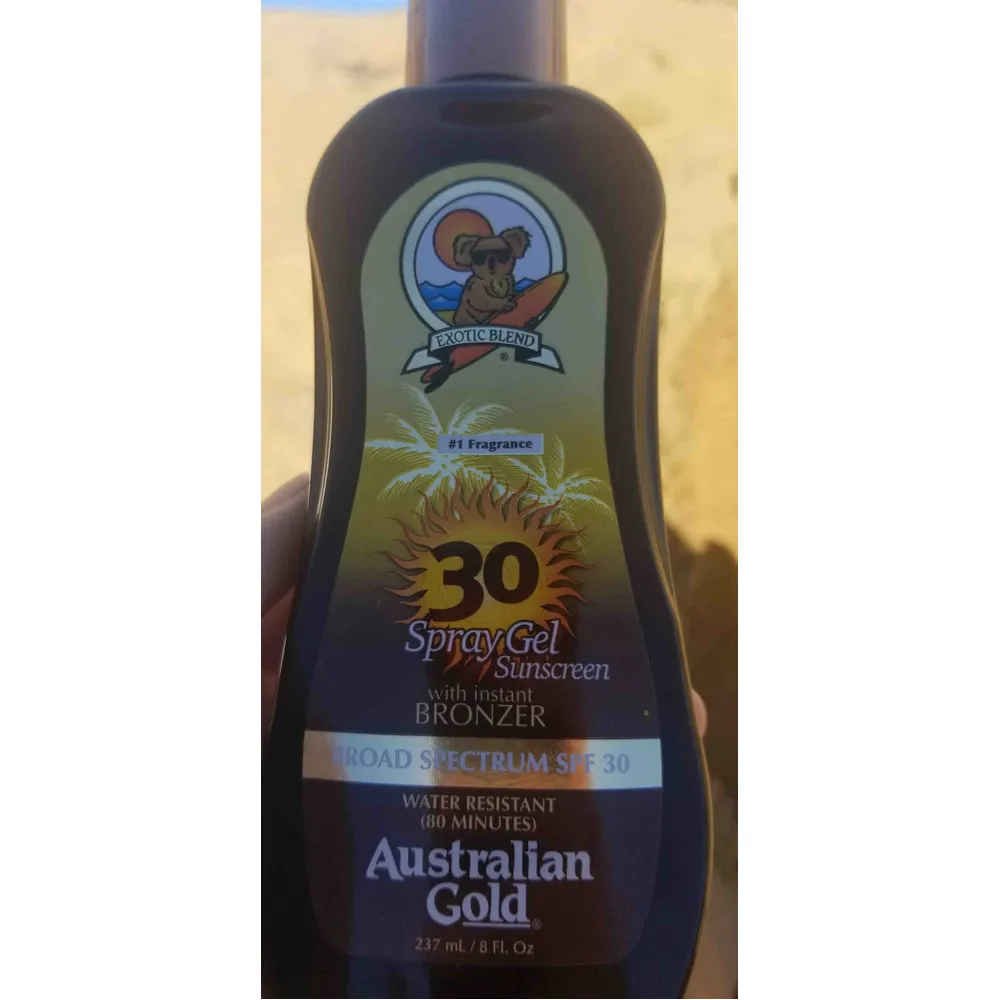 EXOTIC BLEND
®
#1 Fragrance
30
Spray Gel
Sunscreen
with instant
BRONZER
BROAD SPECTRUM SPF 30
WATER RESISTANT
(80 MINUTES)
Australian
Gold®
237 mL / 8 Fl. Oz